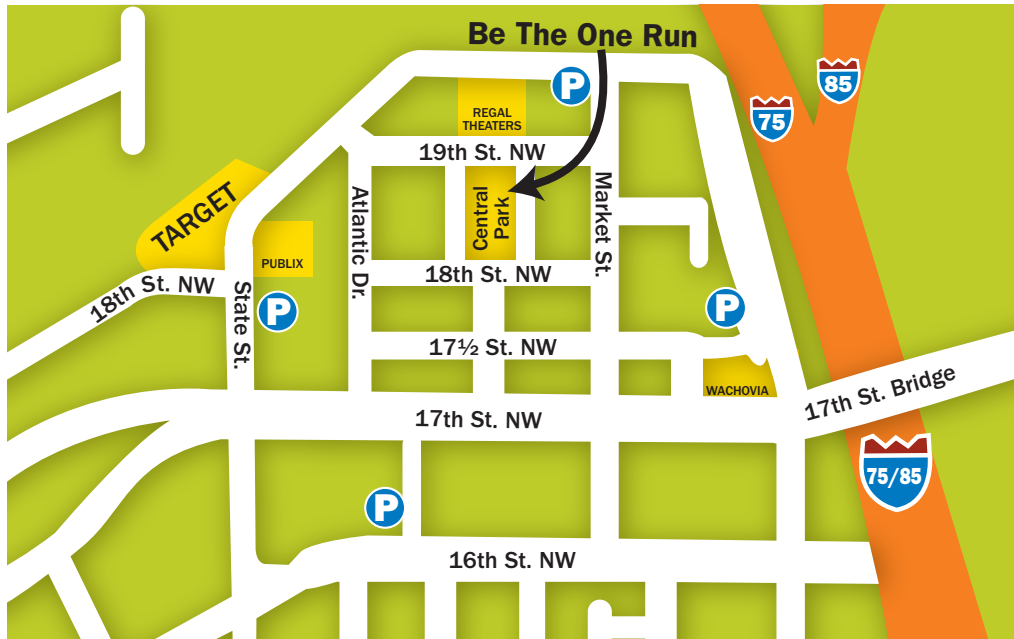 Be The One Run
P
85
75
REGAL
THEATERS
19th St. NW
TARGET
Atlantic Dr.
Central
Park
Market St.
PUBLIX
18th St. NW
18th St. NW
State St.
P
P
17½ St. NW
WACHOVIA
17th St. Bridge
17th St. NW
75/85
P
16th St. NW